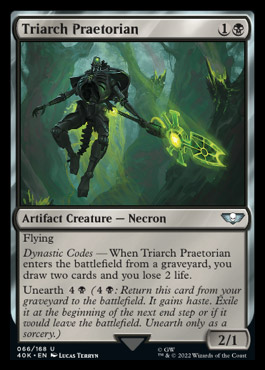 Triarch Praetorian 1
Artifact Creature — Necron
Flying
Dynastic Codes — When Triarch Praetorian
enters the battlefield from a graveyard, you
draw two cards and you lose 2 life.
Unearth 4 (4 : Return this card from your
graveyard to the battlefield. It gains haste. Exile
it at the beginning of the next end step or if it
would leave the battlefield. Unearth only as a
sorcery.)
2/1
066/168 U
40K • EN Lucas Terryn
© GW
™ & © 2022 Wizards of the Coast